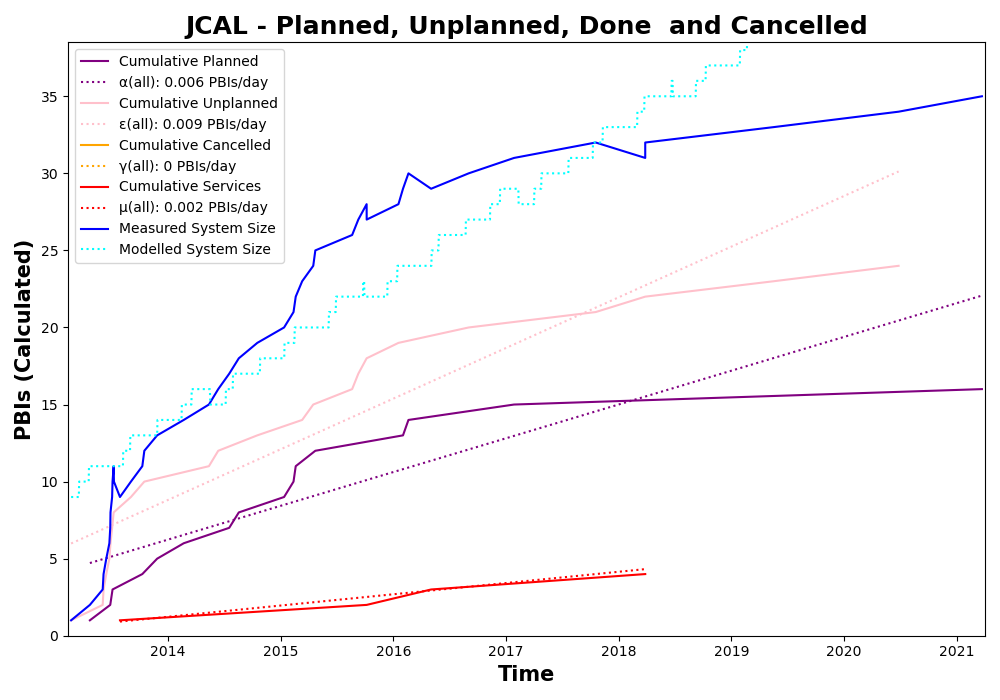 JCAL - Planned, Unplanned, Done  and Cancelled
Cumulative Planned
α(all): 0.006 PBIs/day
Cumulative Unplanned
ε(all): 0.009 PBIs/day
Cumulative Cancelled
γ(all): 0 PBIs/day
Cumulative Services
μ(all): 0.002 PBIs/day
Measured System Size
Modelled System Size
PBIs (Calculated)
35
30
25
20
15
10
5
0
2014 2015 2016 2017 2018 2019 2020 2021
Time